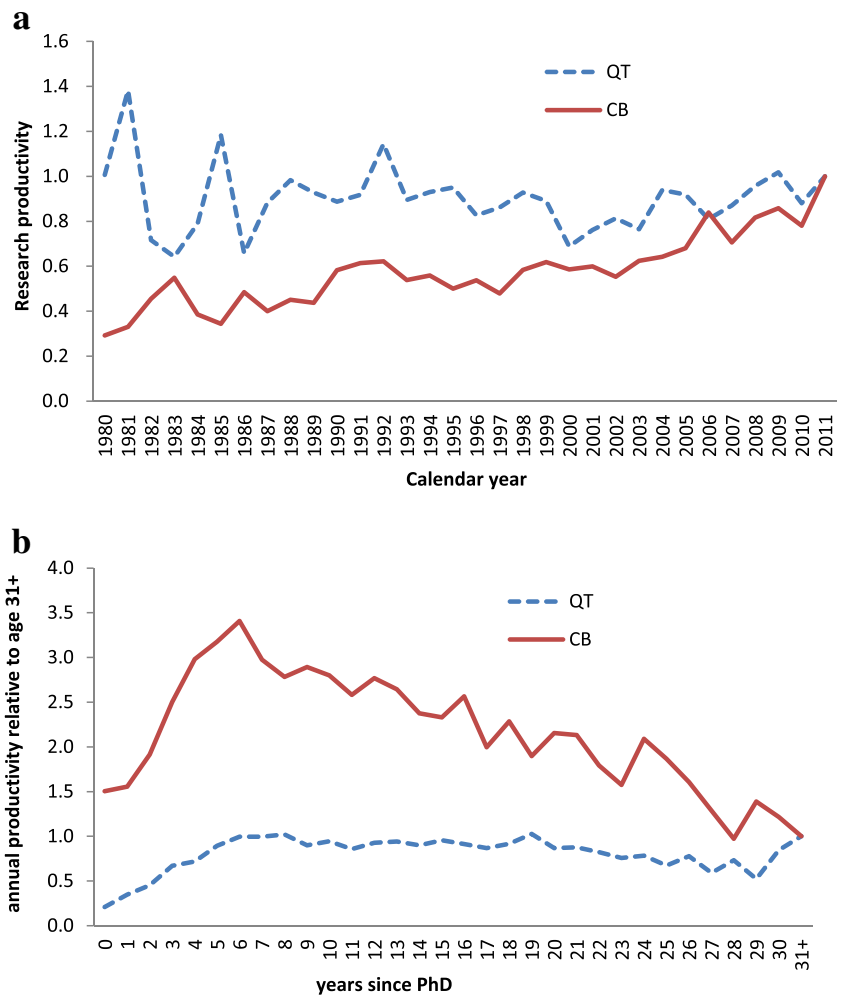 a
1.6
1.4
1.2
1.0
0.8
0.6
0.4
0.2
0.0
Research productivity
QT
CB
1980 1981 1982 1983 1984 1985 1986 1987 1988 1989 1990 1991 1992 1993 1994 1995 1996 1997 1998 1999 2000 2001 2002 2003 2004 2005 2006 2007 2008 2009 2010 2011
Calendar year
b
4.0
3.5
3.0
2.5
2.0
1.5
1.0
0.5
0.0
annual productivity relative to age 31+
QT
CB
0 1 2 3 4 5 6 7 8 9 10 11 12 13 14 15 16 17 18 19 20 21 22 23 24 25 26 27 28 29 30 31+
years since PhD